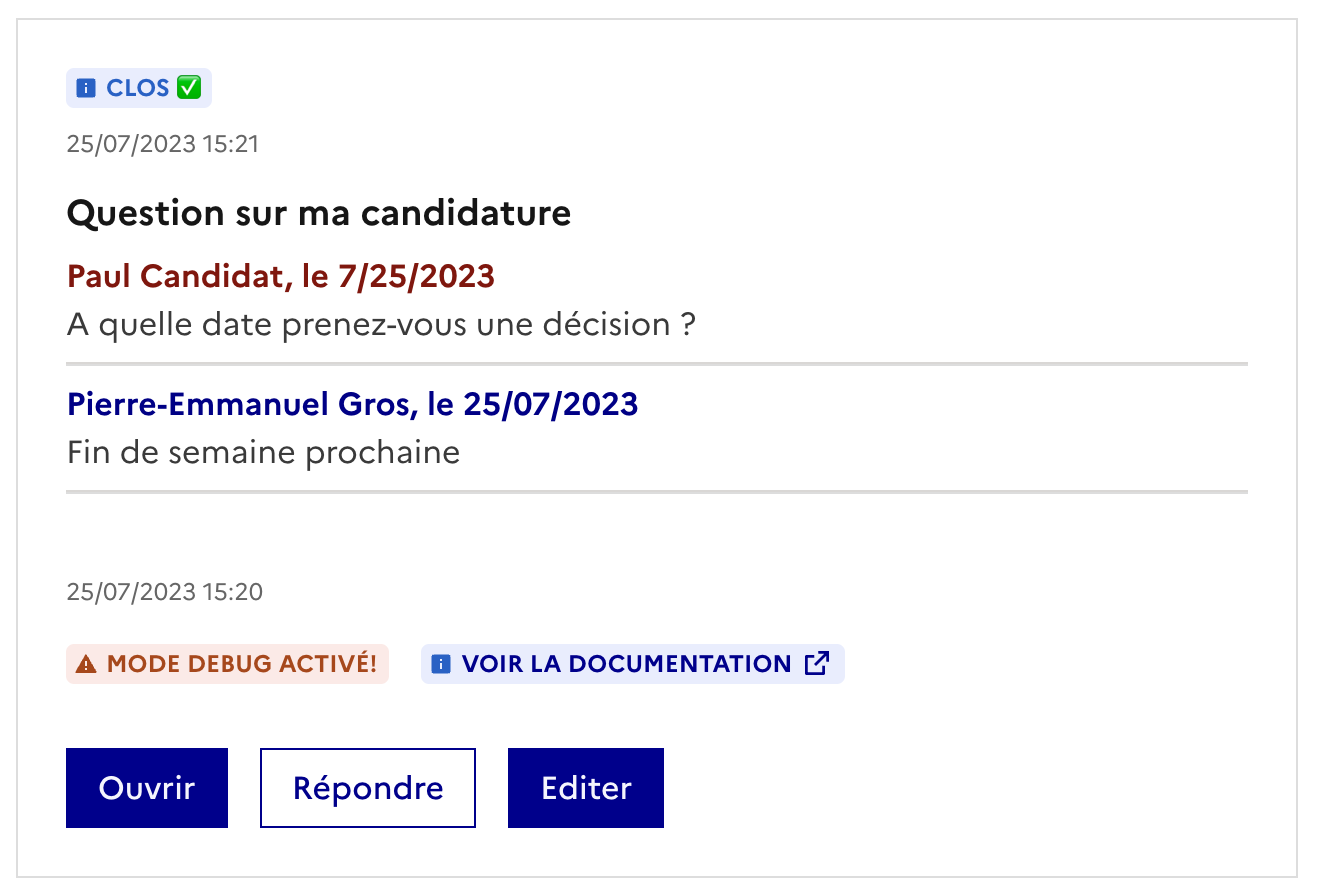 CLOS ✅
25/07/2023 15:21
Question sur ma candidature
Paul Candidat, le 7/25/2023
A quelle date prenez-vous une décision ?
Pierre-Emmanuel Gros, le 25/07/2023
Fin de semaine prochaine
25/07/2023 15:20
MODE DEBUG ACTIVÉ! VOIR LA DOCUMENTATION
Ouvrir Répondre Editer